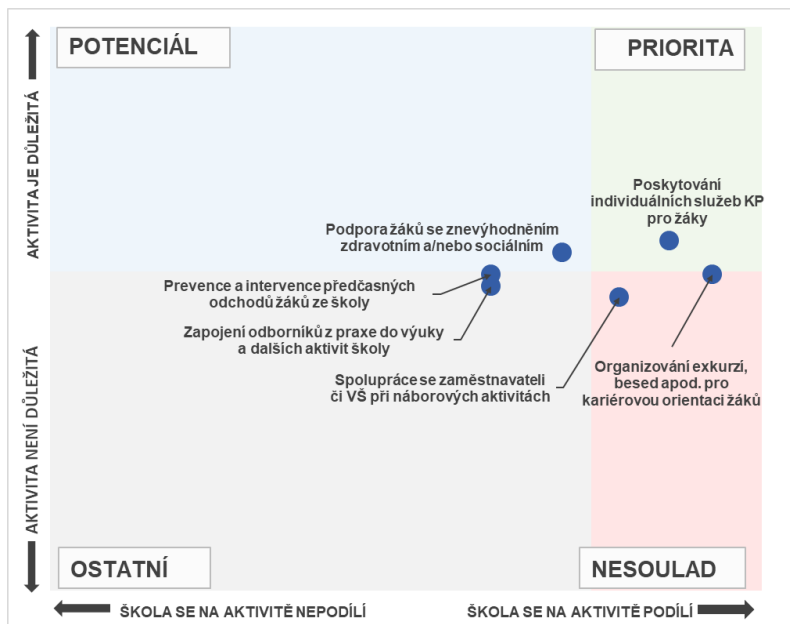 POTENCIÁL
PRIORITA
AKTIVITA JE DŮLEŽITÁ
Poskytování
individuálních služeb KP
pro žáky
Podpora žáků se znevýhodněním
zdravotním a/nebo sociálním
Prevence a intervence předčasných
odchodů žáků ze školy
Zapojení odborníků z praxe do výuky
a dalších aktivit školy
Spolupráce se zaměstnavateli
či VŠ při náborových aktivitách
Organizování exkurzí,
besed apod. pro
kariérovou orientaci žáků
AKTIVITA NENÍ DŮLEŽITÁ
OSTATNÍ
NESOULAD
ŠKOLA SE NA AKTIVITĚ NEPODÍLÍ
ŠKOLA SE NA AKTIVITĚ PODÍLÍ